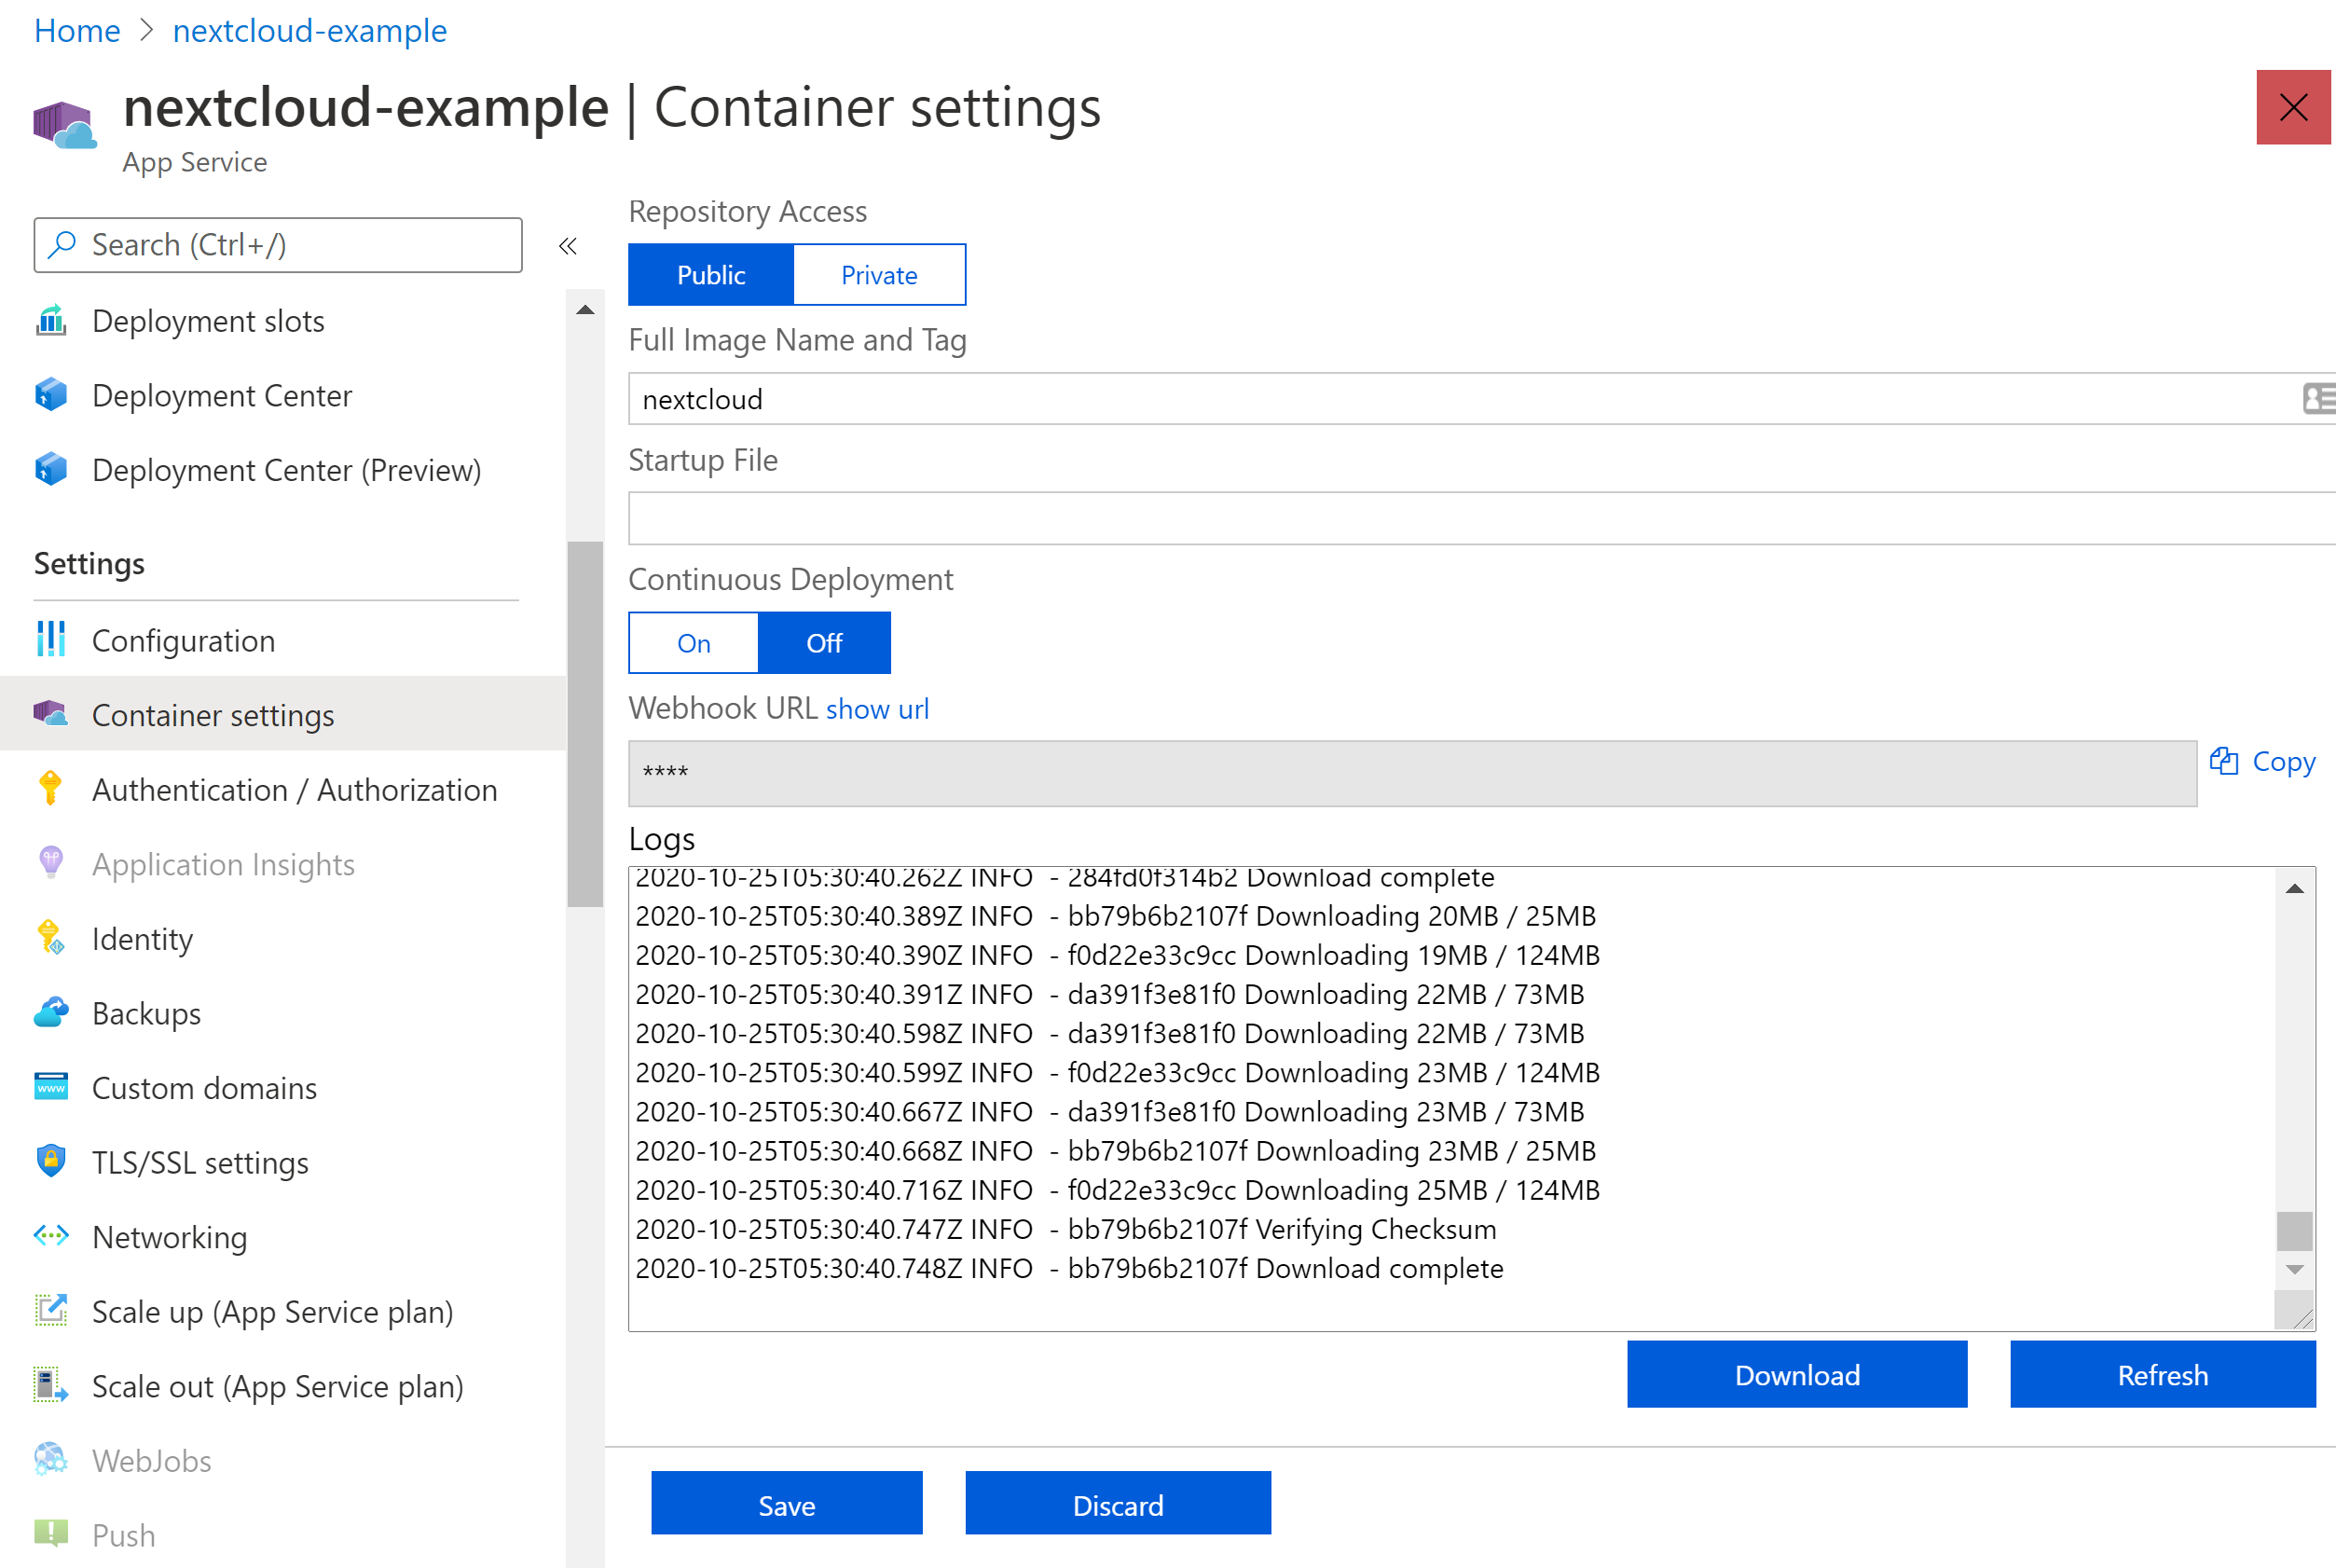 Home > nextcloud-example
nextcloud-example | Container settings
App Service
Search (Ctrl+/)
«
Deployment slots
Deployment Center
Deployment Center (Preview)
Settings
Configuration
Container settings
Authentication / Authorization
Application Insights
Identity
Backups
Custom domains
TLS/SSL settings
Networking
Scale up (App Service plan)
Scale out (App Service plan)
WebJobs
Push
Repository Access
Public Private
Full Image Name and Tag
nextcloud
Startup File
Continuous Deployment
On Off
Webhook URL show url
****
Copy
Logs
2020-10-25T05:30:40.262Z INFO - 284fd0f314b2 Download complete
2020-10-25T05:30:40.389Z INFO - bb79b6b2107f Downloading 20MB / 25MB
2020-10-25T05:30:40.390Z INFO - f0d22e33c9cc Downloading 19MB / 124MB
2020-10-25T05:30:40.391Z INFO - da391f3e81f0 Downloading 22MB / 73MB
2020-10-25T05:30:40.598Z INFO - da391f3e81f0 Downloading 22MB / 73MB
2020-10-25T05:30:40.599Z INFO - f0d22e33c9cc Downloading 23MB / 124MB
2020-10-25T05:30:40.667Z INFO - da391f3e81f0 Downloading 23MB / 73MB
2020-10-25T05:30:40.668Z INFO - bb79b6b2107f Downloading 23MB / 25MB
2020-10-25T05:30:40.716Z INFO - f0d22e33c9cc Downloading 25MB / 124MB
2020-10-25T05:30:40.747Z INFO - bb79b6b2107f Verifying Checksum
2020-10-25T05:30:40.748Z INFO - bb79b6b2107f Download complete
Download Refresh
Save Discard